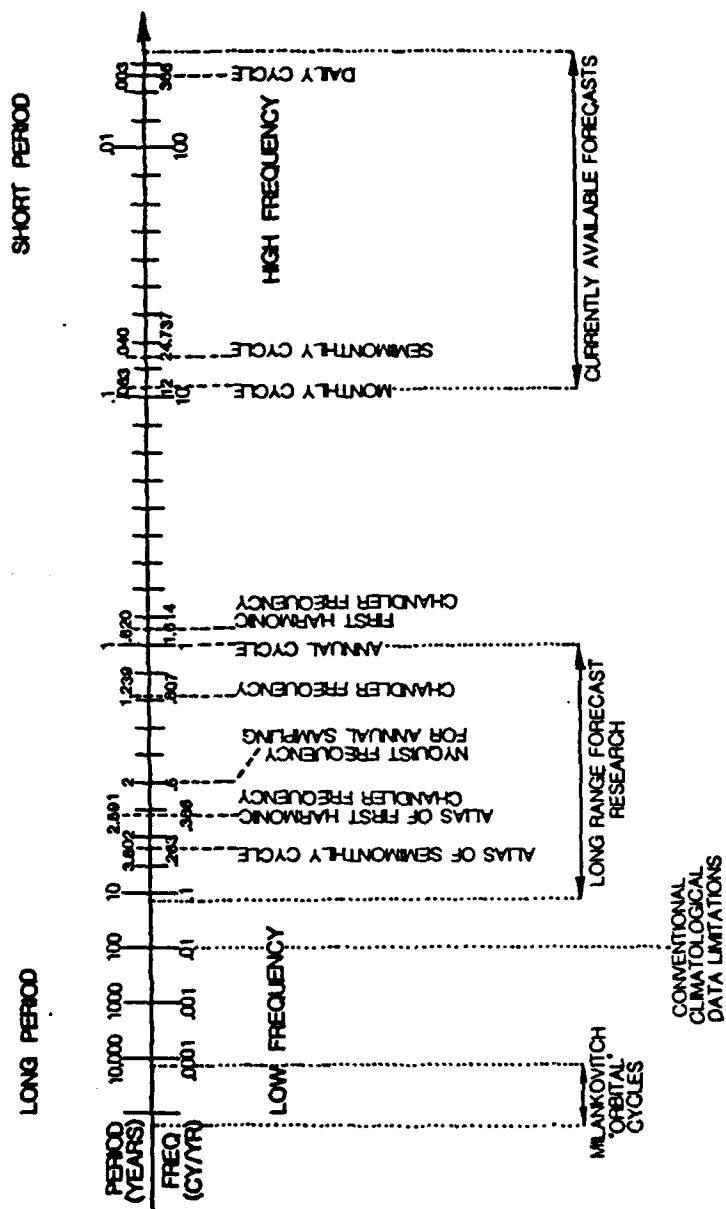 LONG PERIOD
SHORT PERIOD
PERIOD
(YEARS)
10,000
1000
100
10
3.802
2.591
2
1.239
1
.620
.1
.083
.040
.01
.003
FREQ
(CY/YR)
.0001
.001
.01
.1
.263
.386
.5
.807
1
1.614
10
12
24.737
100
365
LOW FREQUENCY
HIGH FREQUENCY
ALIAS OF SEMIMONTHLY CYCLE
ALIAS OF FIRST HARMONIC
CHANDLER FREQUENCY
NYQUIST FREQUENCY
FOR ANNUAL SAMPLING
CHANDLER FREQUENCY
ANNUAL CYCLE
FIRST HARMONIC
CHANDLER FREQUENCY
MONTHLY CYCLE
SEMIMONTHLY CYCLE
DAILY CYCLE
MILANKOVITCH
"ORBITAL"
CYCLES
CONVENTIONAL
CLIMATOLOGICAL
DATA LIMITATIONS
LONG RANGE FORECAST
RESEARCH
CURRENTLY AVAILABLE FORECASTS